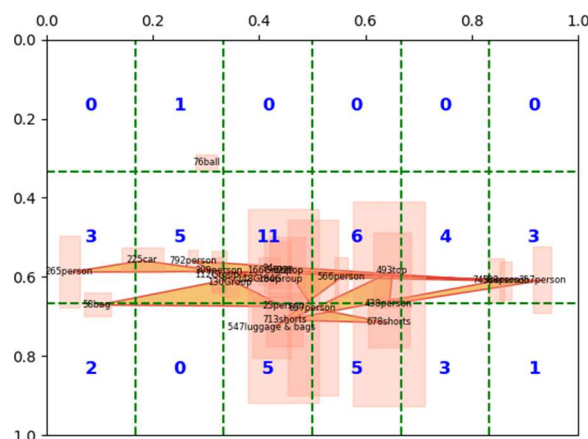 0.0 0.2 0.4 0.6 0.8 1.0
0.0
0 1 0 0 0 0
0.2
76ball
0.4
3 5 11 6 4 3
225car 792person
265person 493top
566person 357person
0.6
130Group
58bag 25person 438person
697person
713shorts 678shorts
547luggage & bags
0.8
2 0 5 5 3 1
1.0